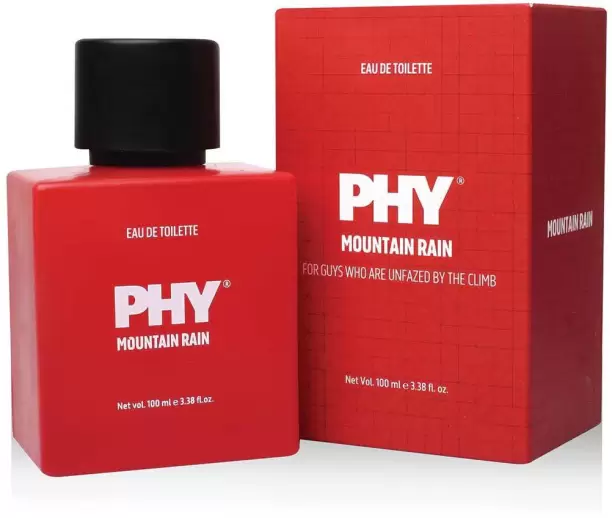 EAU DE TOILETTE
PHY®
MOUNTAIN RAIN
Net vol. 100 ml e 3.38 fl.oz.
EAU DE TOILETTE
PHY®
MOUNTAIN RAIN
FOR GUYS WHO ARE UNFAZED BY THE CLIMB
Net Vol. 100 ml e 3.38 fl. oz.
MOUNTAIN RAIN